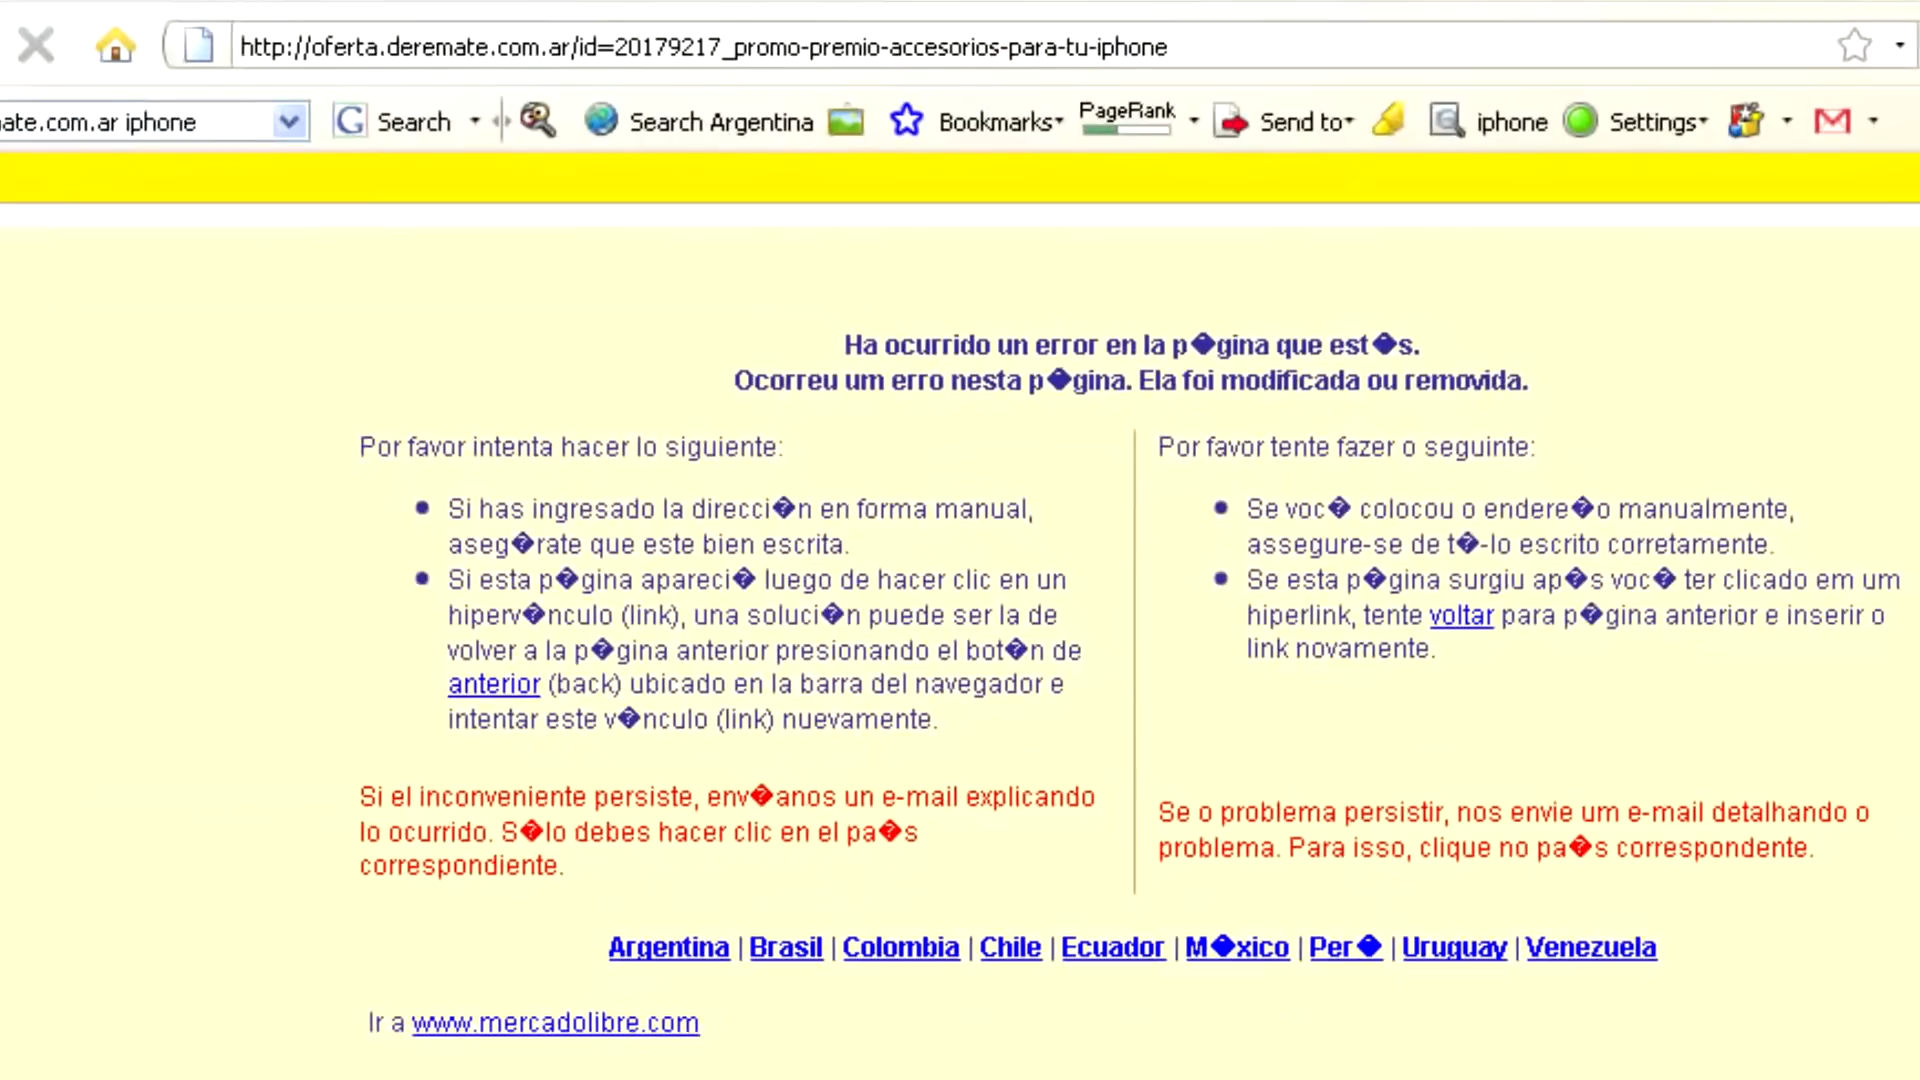 http://oferta.deremate.com.ar/id=20179217_promo-premio-accesorios-para-tu-iphone
ate.com.ar iphone Search Search Argentina Bookmarks PageRank Send to iphone Settings
Ha ocurrido un error en la p�gina que est�s.
Ocorreu um erro nesta p�gina. Ela foi modificada ou removida.
Por favor intenta hacer lo siguiente:
Si has ingresado la direcci�n en forma manual,
aseg�rate que este bien escrita.
Si esta p�gina apareci� luego de hacer clic en un
hiperv�nculo (link), una soluci�n puede ser la de
volver a la p�gina anterior presionando el bot�n de
anterior (back) ubicado en la barra del navegador e
intentar este v�nculo (link) nuevamente.
Si el inconveniente persiste, env�anos un e-mail explicando
lo ocurrido. S�lo debes hacer clic en el pa�s
correspondiente.
Por favor tente fazer o seguinte:
Se voc� colocou o endere�o manualmente,
assegure-se de t�-lo escrito corretamente.
Se esta p�gina surgiu ap�s voc� ter clicado em um
hiperlink, tente voltar para p�gina anterior e inserir o
link novamente.
Se o problema persistir, nos envie um e-mail detalhando o
problema. Para isso, clique no pa�s correspondente.
Argentina | Brasil | Colombia | Chile | Ecuador | M�xico | Per� | Uruguay | Venezuela
Ir a www.mercadolibre.com